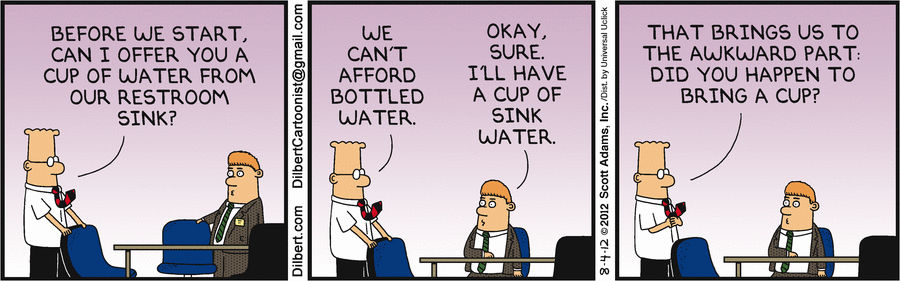 BEFORE WE START,
CAN I OFFER YOU A
CUP OF WATER FROM
OUR RESTROOM
SINK?
Dilbert.com DilbertCartoonist@gmail.com
WE
CAN'T
AFFORD
BOTTLED
WATER.
OKAY,
SURE.
I'LL HAVE
A CUP OF
SINK
WATER.
8-4-12 ©2012 Scott Adams, Inc. /Dist. by Universal Uclick
THAT BRINGS US TO
THE AWKWARD PART:
DID YOU HAPPEN TO
BRING A CUP?